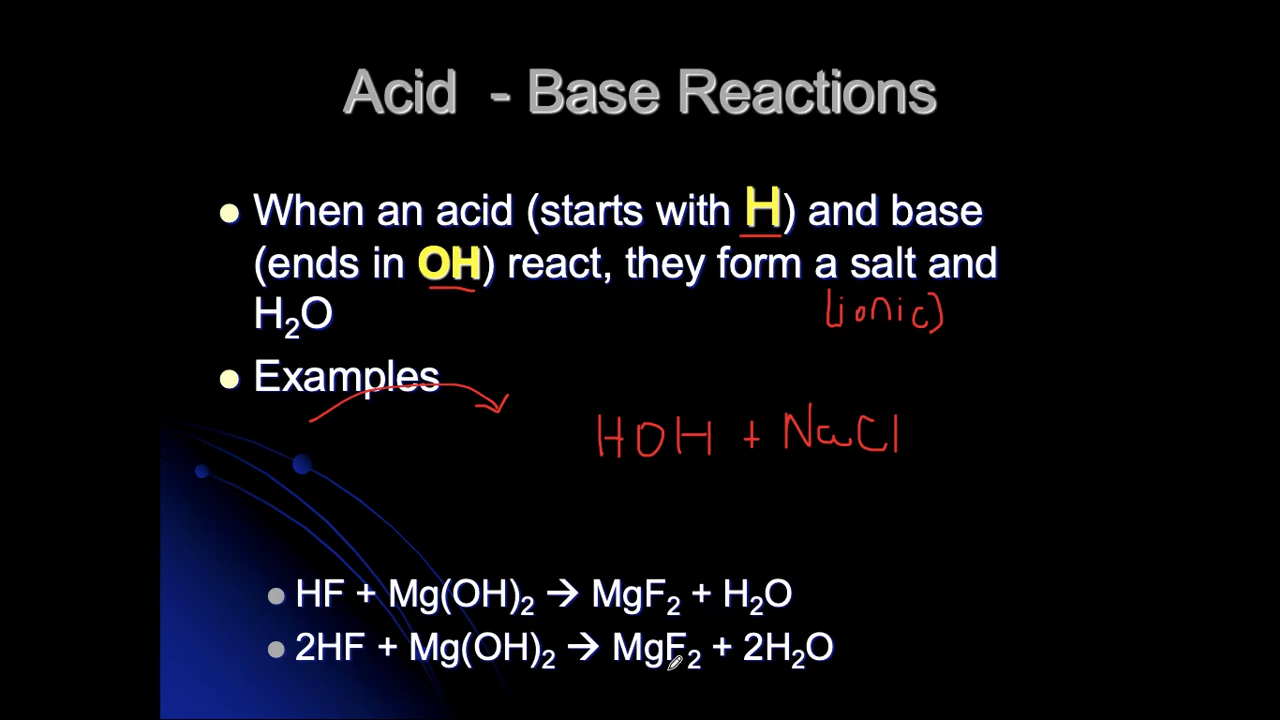 Acid - Base Reactions
When an acid (starts with H) and base
(ends in OH) react, they form a salt and
(ionic)
H₂O
Examples
HOH + NaCl
HF + Mg(OH)₂ → MgF₂ + H₂O
2HF + Mg(OH)₂ → MgF₂ + 2H₂O